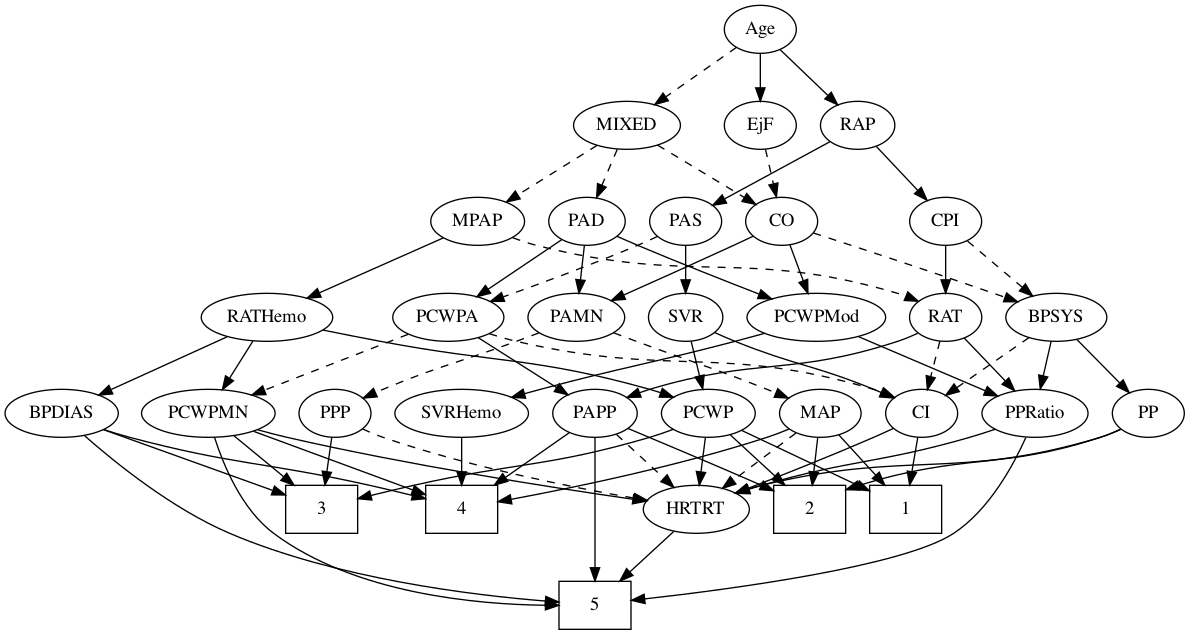 Age
MIXED
EjF
RAP
MPAP
PAD
PAS
CO
CPI
RATHemo
PCWPA
PAMN
SVR
PCWPMod
RAT
BPSYS
BPDIAS
PCWPMN
PPP
SVRHemo
PAPP
PCWP
MAP
CI
PPRatio
PP
3
4
HRTRT
2
1
5